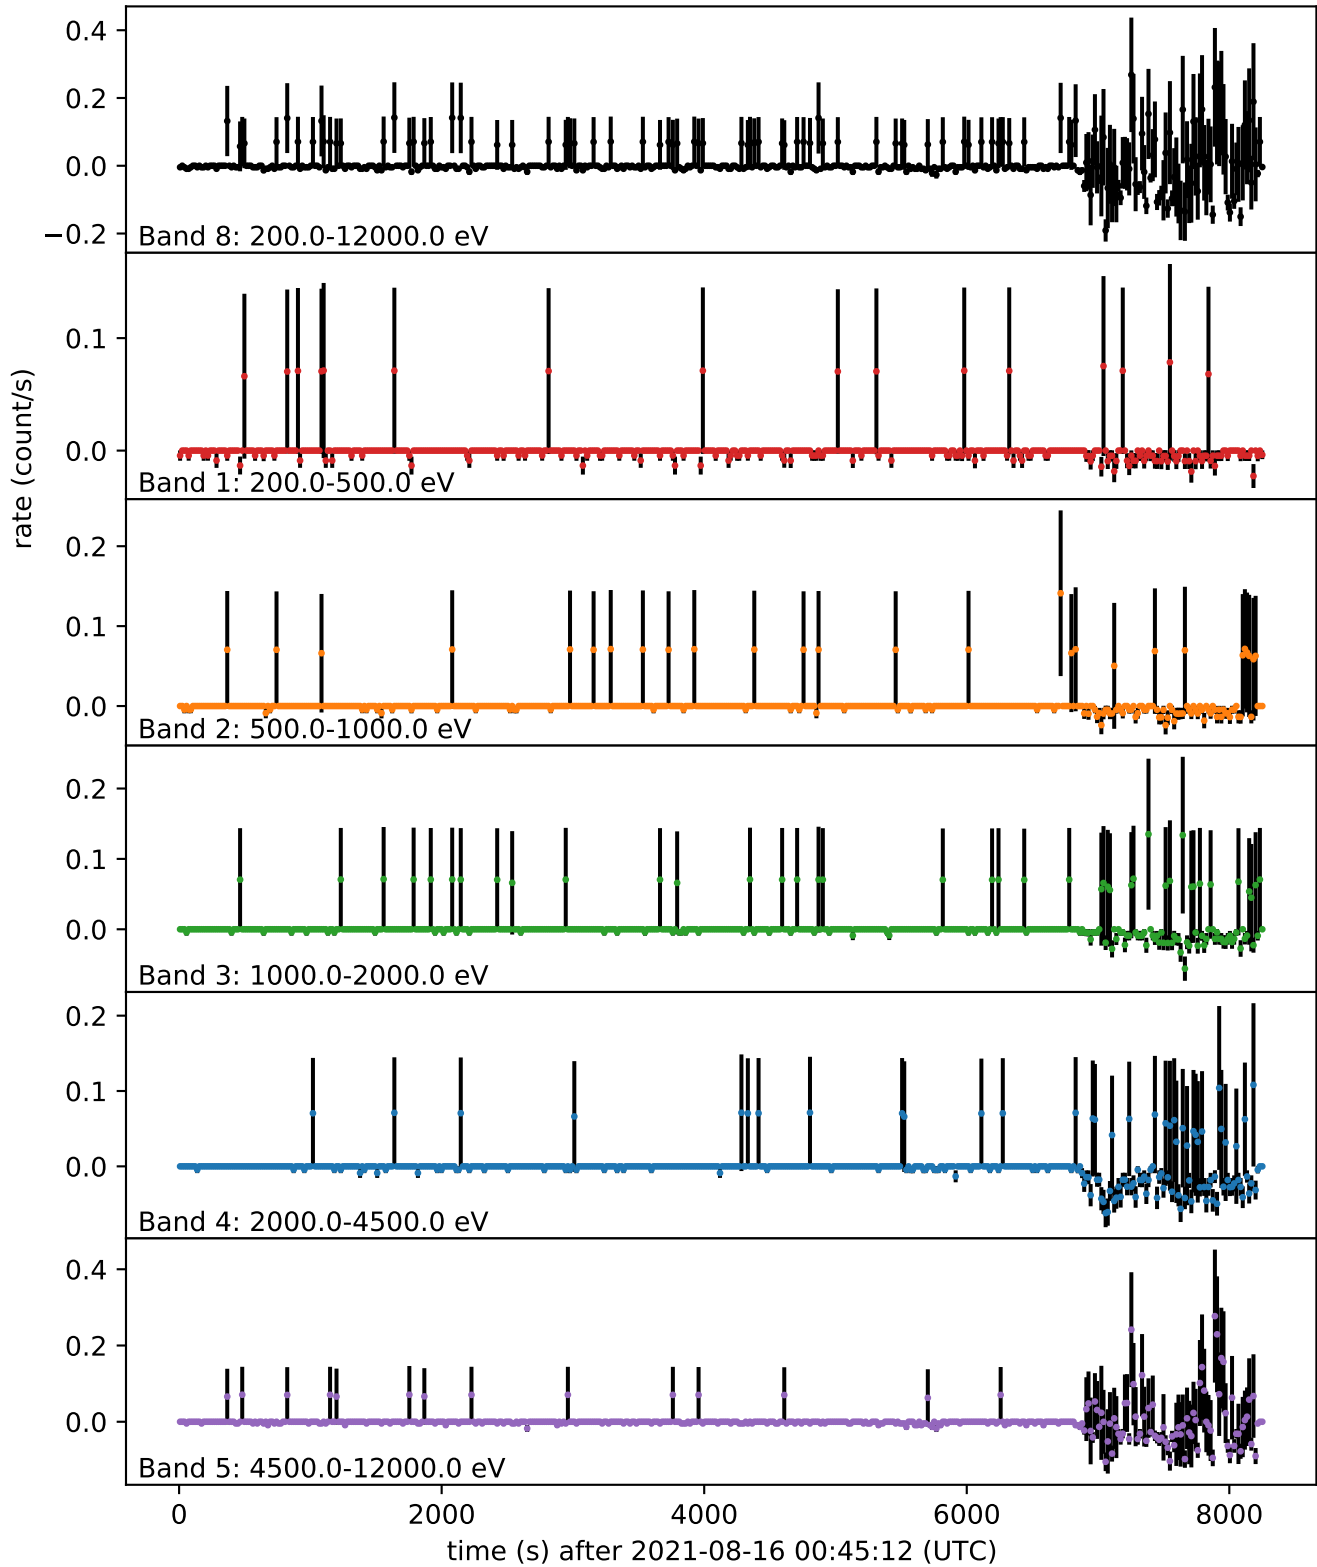 0.4
0.2
0.0
−0.2
Band 8: 200.0-12000.0 eV
0.1
0.0
Band 1: 200.0-500.0 eV
rate (count/s)
0.2
0.1
0.0
Band 2: 500.0-1000.0 eV
0.2
0.1
0.0
Band 3: 1000.0-2000.0 eV
0.2
0.1
0.0
Band 4: 2000.0-4500.0 eV
0.4
0.2
0.0
Band 5: 4500.0-12000.0 eV
0 2000 4000 6000 8000
time (s) after 2021-08-16 00:45:12 (UTC)